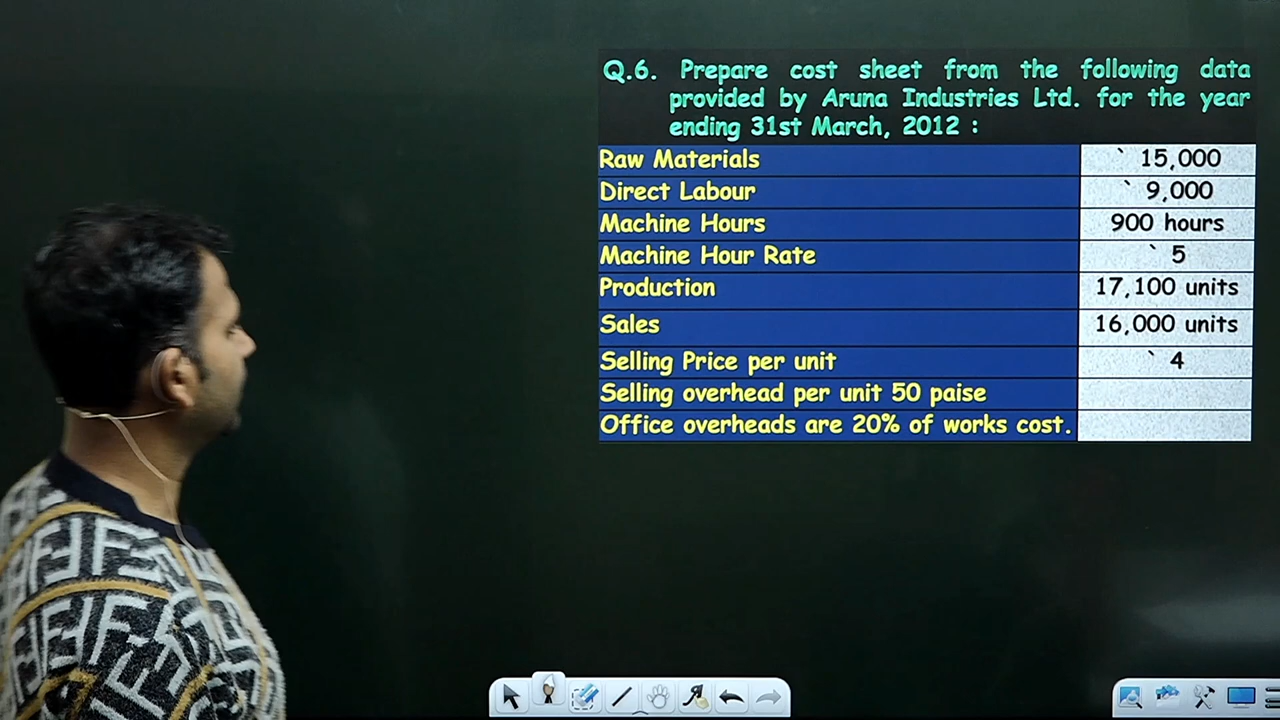 Q.6. Prepare cost sheet from the following data
provided by Aruna Industries Ltd. for the year
ending 31st March, 2012 :
Raw Materials ` 15,000
Direct Labour ` 9,000
Machine Hours 900 hours
Machine Hour Rate ` 5
Production 17,100 units
Sales 16,000 units
Selling Price per unit ` 4
Selling overhead per unit 50 paise
Office overheads are 20% of works cost.